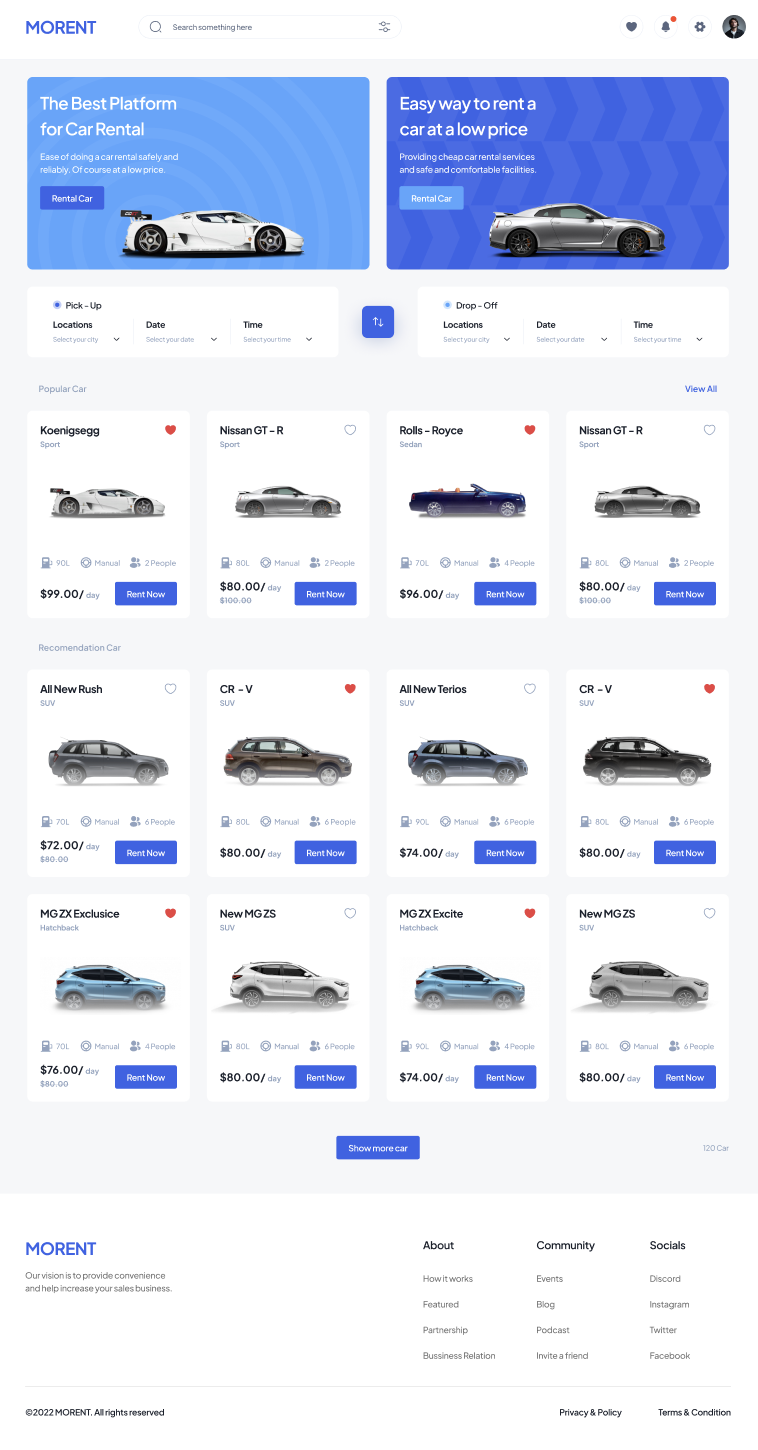 MORENT
Search something here
The Best Platform
for Car Rental
Ease of doing a car rental safely and
reliably. Of course at a low price.
Rental Car
Easy way to rent a
car at a low price
Providing cheap car rental services
and safe and comfortable facilities.
Rental Car
Pick - Up
Locations
Select your city
Date
Select your date
Time
Select your time
Drop - Off
Locations
Select your city
Date
Select your date
Time
Select your time
Popular Car
View All
Koenigsegg
Sport
90L
Manual
2 People
$99.00/ day
Rent Now
Nissan GT - R
Sport
80L
Manual
2 People
$80.00/ day
$100.00
Rent Now
Rolls - Royce
Sedan
70L
Manual
4 People
$96.00/ day
Rent Now
Nissan GT - R
Sport
80L
Manual
2 People
$80.00/ day
$100.00
Rent Now
Recomendation Car
All New Rush
SUV
70L
Manual
6 People
$72.00/ day
$80.00
Rent Now
CR - V
SUV
80L
Manual
6 People
$80.00/ day
Rent Now
All New Terios
SUV
90L
Manual
6 People
$74.00/ day
Rent Now
CR - V
SUV
80L
Manual
6 People
$80.00/ day
Rent Now
MG ZX Exclusice
Hatchback
70L
Manual
4 People
$76.00/ day
$80.00
Rent Now
New MG ZS
SUV
80L
Manual
6 People
$80.00/ day
Rent Now
MG ZX Excite
Hatchback
90L
Manual
4 People
$74.00/ day
Rent Now
New MG ZS
SUV
80L
Manual
6 People
$80.00/ day
Rent Now
Show more car
120 Car
MORENT
Our vision is to provide convenience
and help increase your sales business.
About
How it works
Featured
Partnership
Bussiness Relation
Community
Events
Blog
Podcast
Invite a friend
Socials
Discord
Instagram
Twitter
Facebook
©2022 MORENT. All rights reserved
Privacy & Policy
Terms & Condition